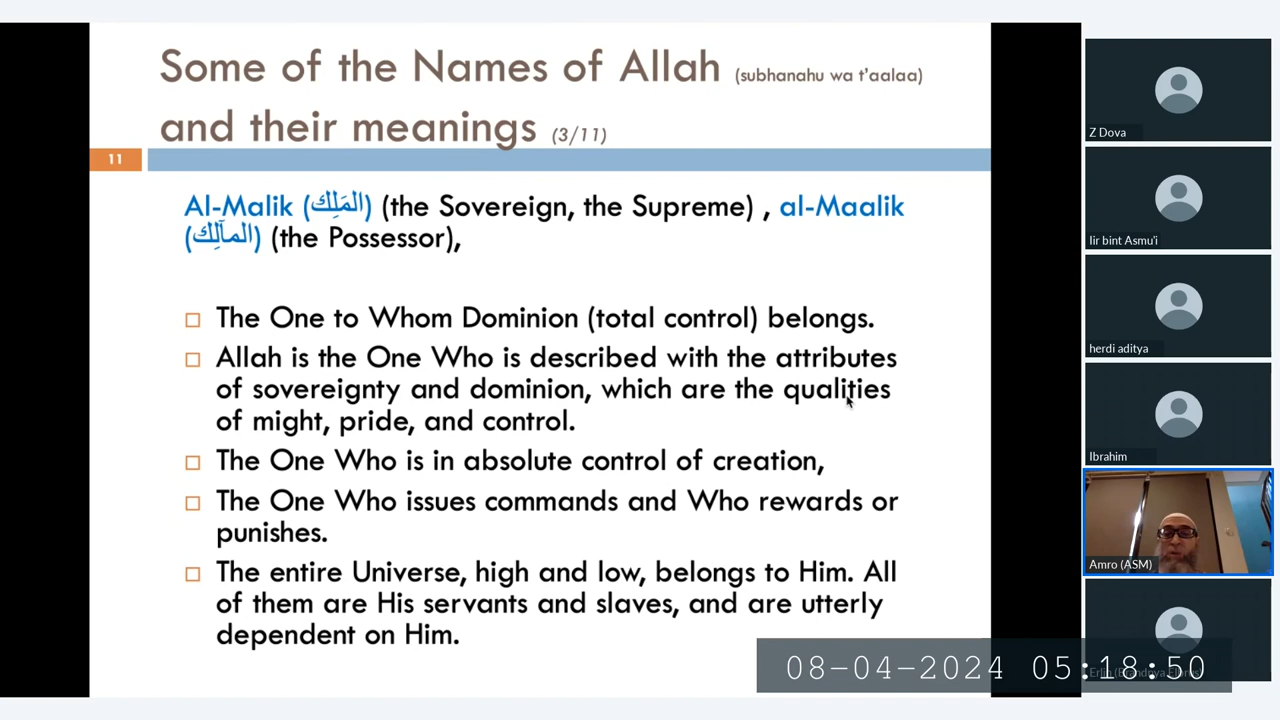 Some of the Names of Allah (subhanahu wa t'aalaa)
and their meanings (3/11)
11
Al-Malik (المَلِك) (the Sovereign, the Supreme) , al-Maalik
(المآلِك) (the Possessor),
□ The One to Whom Dominion (total control) belongs.
□ Allah is the One Who is described with the attributes
of sovereignty and dominion, which are the qualities
of might, pride, and control.
□ The One Who is in absolute control of creation,
□ The One Who issues commands and Who rewards or
punishes.
□ The entire Universe, high and low, belongs to Him. All
of them are His servants and slaves, and are utterly
dependent on Him.
Z Dova
Iir bint Asmu'i
herdi aditya
Ibrahim
Amro (ASM)
08-04-2024 05:18:50